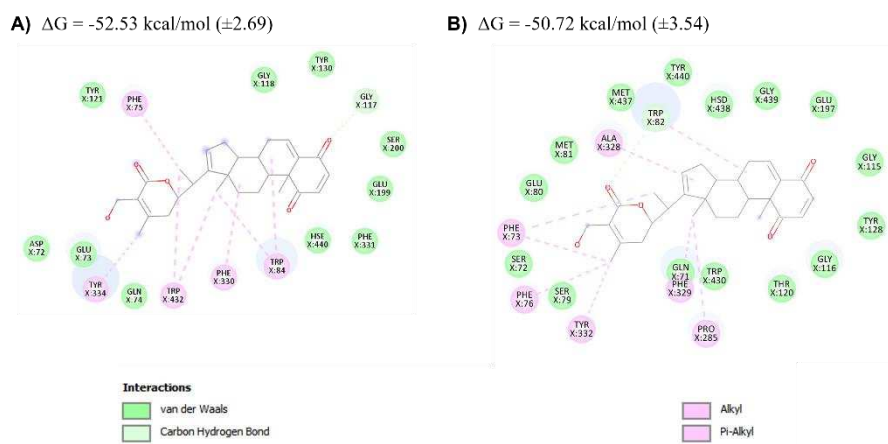 A) ΔG = -52.53 kcal/mol (±2.69)
TYR
X:121
PHE
X:75
GLY
X:118
TYR
X:130
GLY
X:117
SER
X:200
GLU
X:199
PHE
X:331
HSE
X:440
TRP
X:84
PHE
X:330
TRP
X:432
GLN
X:74
TYR
X:334
GLU
X:73
ASP
X:72
B) ΔG = -50.72 kcal/mol (±3.54)
TYR
X:440
MET
X:437
TRP
X:82
HSD
X:438
GLY
X:439
GLU
X:197
MET
X:81
ALA
X:328
GLU
X:80
GLY
X:115
TYR
X:128
PHE
X:73
SER
X:72
GLN
X:71
TRP
X:430
GLY
X:116
PHE
X:76
SER
X:79
PHE
X:329
THR
X:120
TYR
X:332
PRO
X:285
Interactions
van der Waals
Carbon Hydrogen Bond
Alkyl
Pi-Alkyl